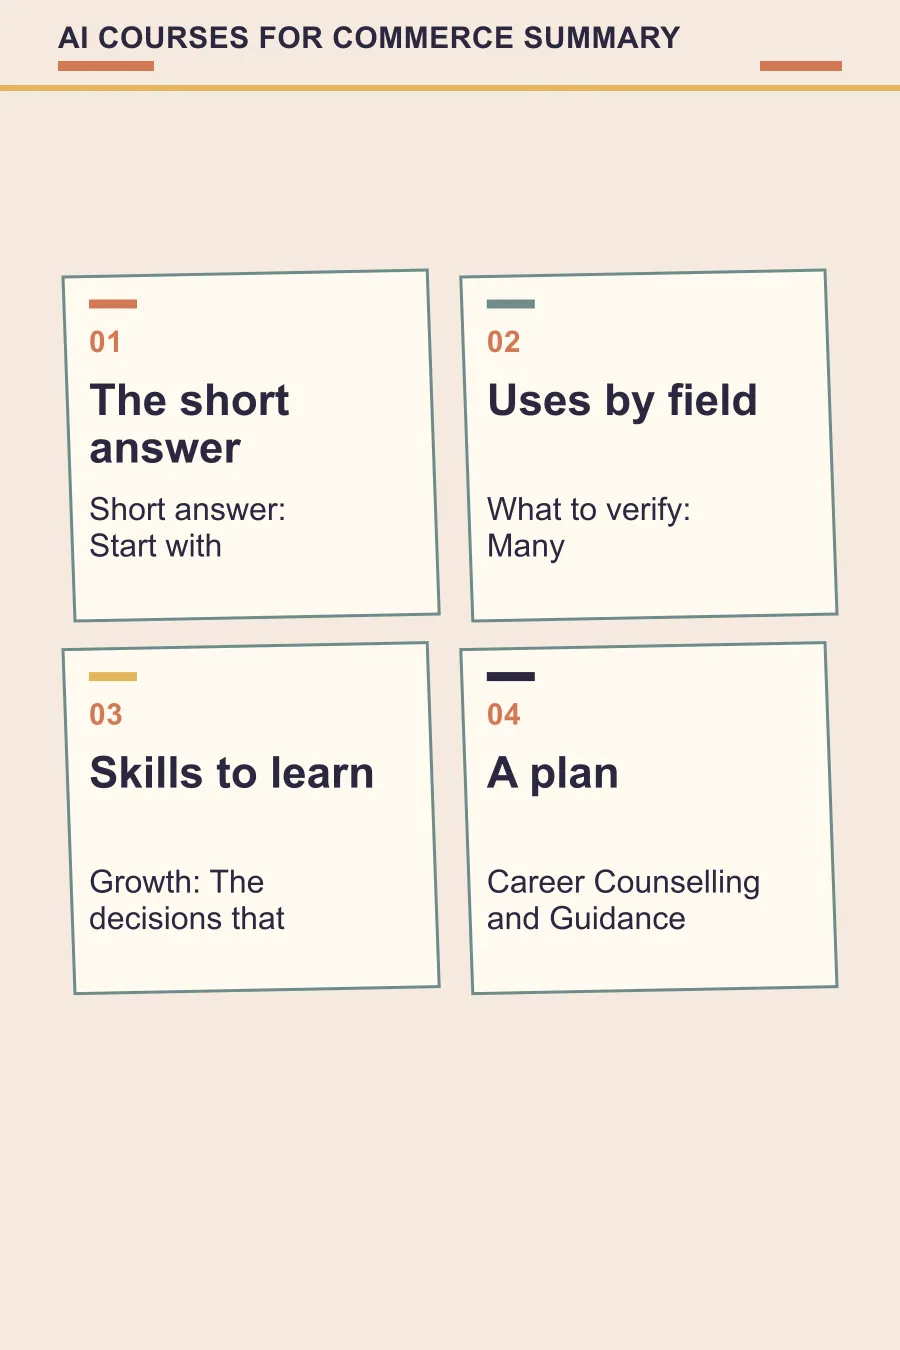 AI COURSES FOR COMMERCE SUMMARY
01
The short
answer
Short answer:
Start with
02
Uses by field
What to verify:
Many
03
Skills to learn
Growth: The
decisions that
04
A plan
Career Counselling
and Guidance